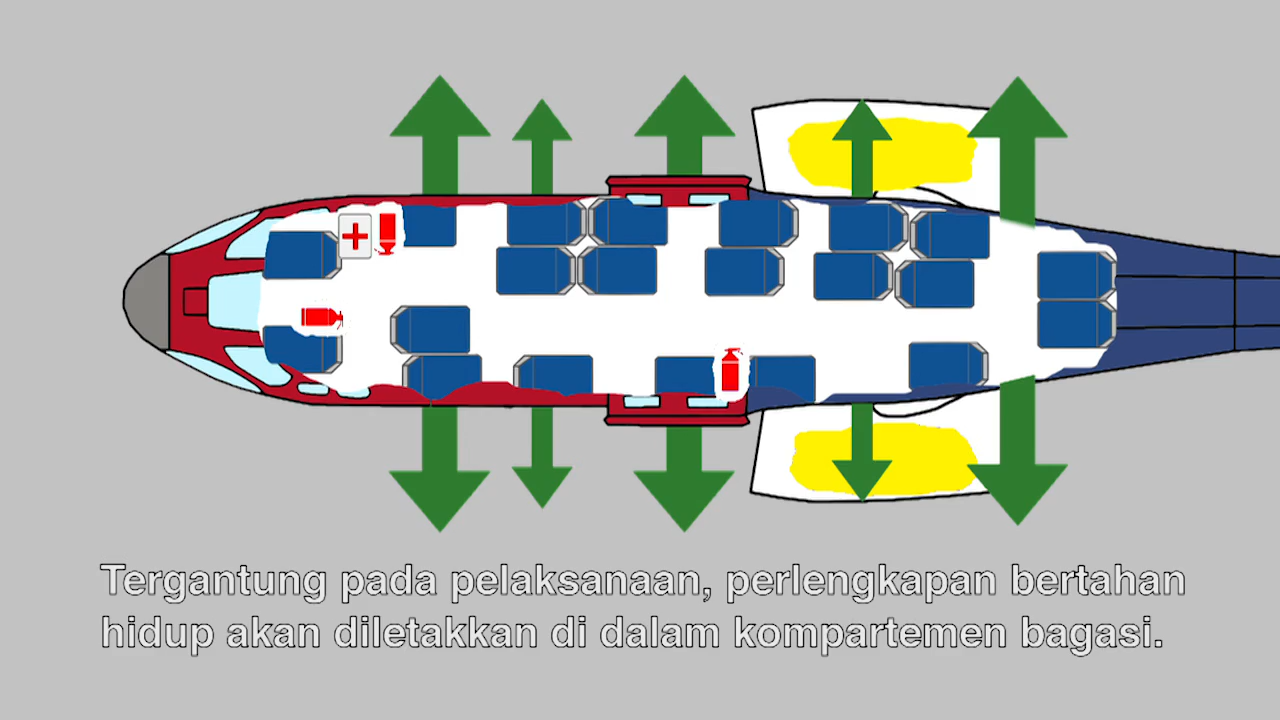 Tergantung pada pelaksanaan, perlengkapan bertahan
hidup akan diletakkan di dalam kompartemen bagasi.